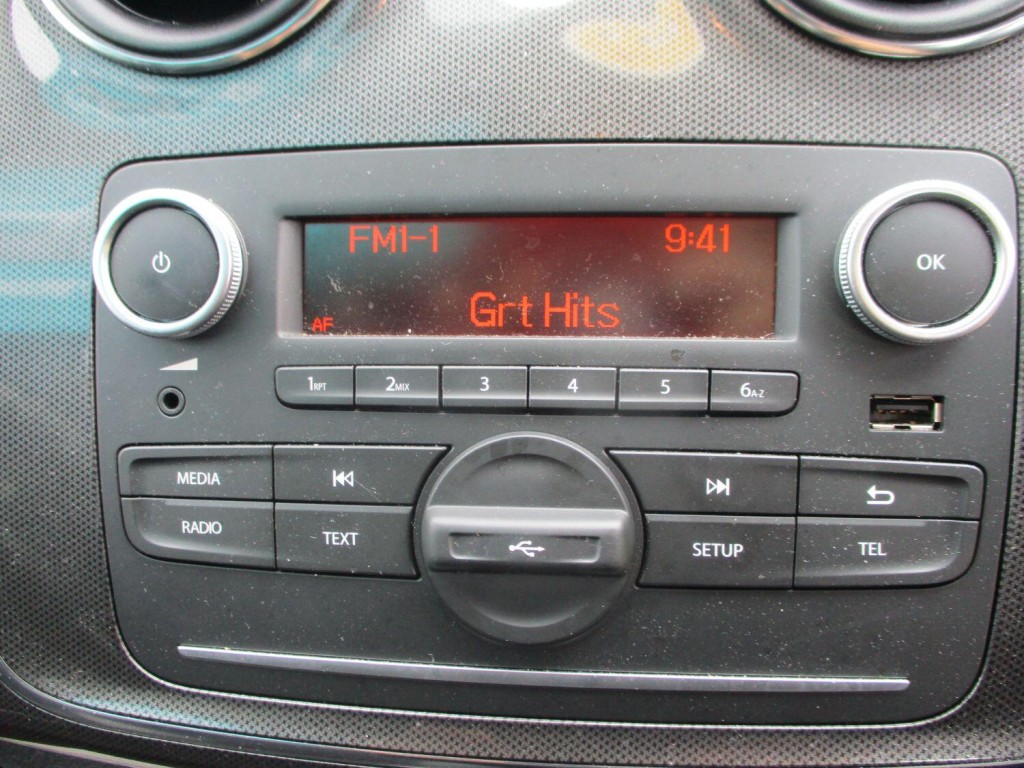 FM1-1 9:41
Grt Hits
AF
OK
1RPT 2MIX 3 4 5 6A-Z
MEDIA
RADIO
TEXT
SETUP
TEL